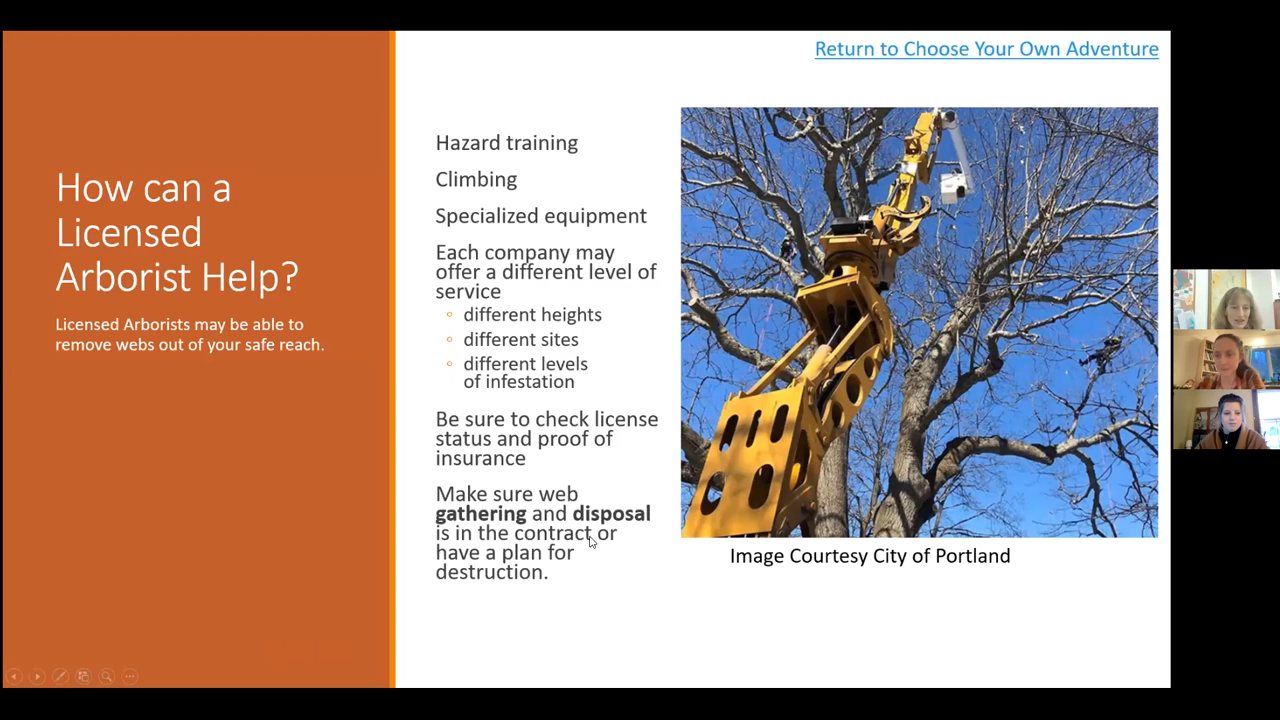 Return to Choose Your Own Adventure
How can a
Licensed
Arborist Help?
Licensed Arborists may be able to
remove webs out of your safe reach.
Hazard training
Climbing
Specialized equipment
Each company may
offer a different level of
service
different heights
different sites
different levels
of infestation
Be sure to check license
status and proof of
insurance
Make sure web
gathering and disposal
is in the contract or
have a plan for
destruction.
Image Courtesy City of Portland